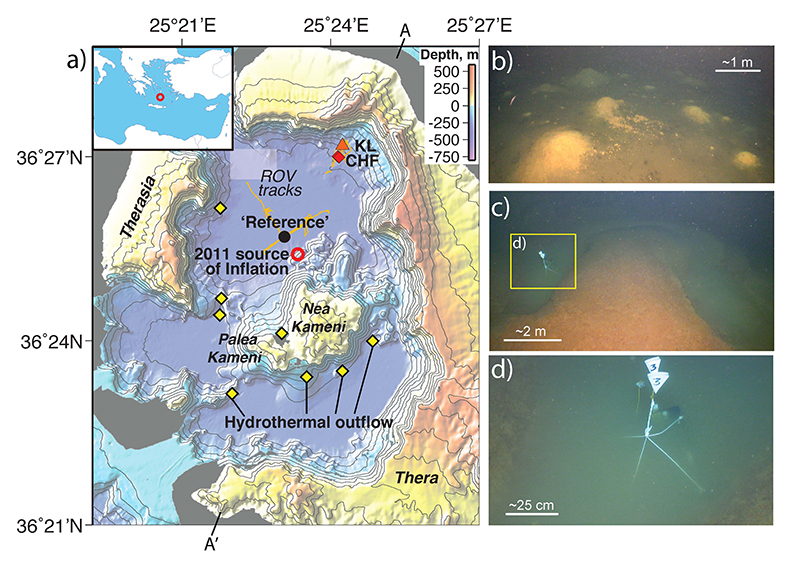 25˚21'E
25˚24'E
25˚27'E
a)
A
Depth, m
500
250
0
-250
-500
-750
36˚27'N
KL
CHF
ROV
tracks
Therasia
'Reference'
2011 source
of Inflation
Nea
Kameni
36˚24'N
Palea
Kameni
Hydrothermal outflow
Thera
36˚21'N
A'
b)
~1 m
c)
d)
~2 m
d)
3
3
~25 cm